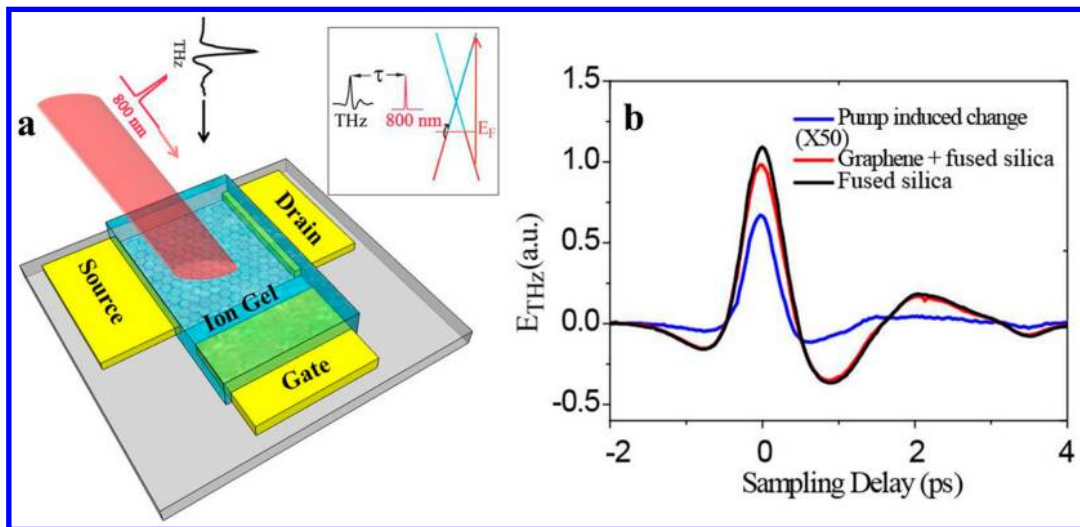 a
THz
800 nm
τ
THz
800 nm
E_F
Source
Drain
Ion Gel
Gate
b
Pump induced change
(X50)
Graphene + fused silica
Fused silica
E_THz(a.u.)
1.5
1.0
0.5
0.0
-0.5
-2
0
2
4
Sampling Delay (ps)